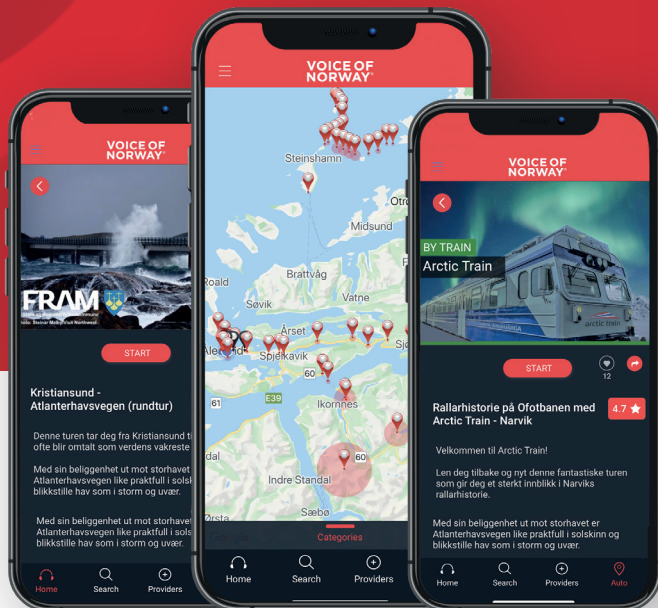 VOICE OF
NORWAY
FRAM
START
Kristiansund -
Atlanterhavsvegen (rundtur)
Denne turen tar deg fra Kristiansund
ofte blir omtalt som verdens vakreste
Med sin beliggenhet ut mot storhavet
Atlanterhavsvegen like praktfull i
blikkstille hav som i storm og uvær.
Med sin beliggenhet ut mot storhavet
Atlanterhavsvegen like praktfull i
blikkstille hav som i storm og uvær.
Home
Search
Providers
VOICE OF
NORWAY
Steinshamn
Midsund
Brattvåg
Vatne
Søvik
Årset
Spjelkavik
60
61
E39
Ikornnes
60
Indre Standal
Sæbø
Categories
Home
Search
Providers
VOICE OF
NORWAY
BY TRAIN
Arctic Train
arctic train
START
12
Rallarhistorie på Ofotbanen med
Arctic Train - Narvik
4.7
Velkommen til Arctic Train!
Len deg tilbake og nyt denne fantastiske turen
som gir deg et sterkt innblikk i Narviks
rallarhistorie.
Med sin beliggenhet ut mot storhavet er
Atlanterhavsvegen like praktfull i solskinn og
blikkstille hav som i storm og uvær.
Home
Search
Providers
Auto